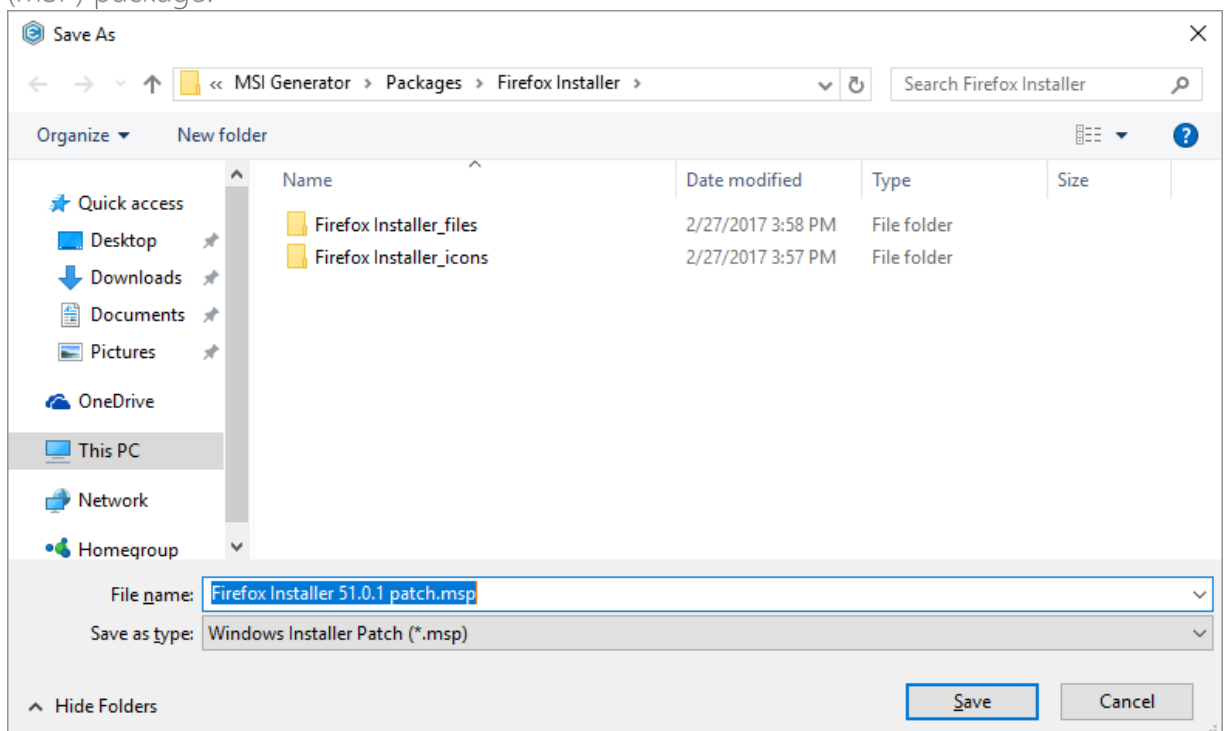 (MSP) package.
Save As
« MSI Generator > Packages > Firefox Installer >
Search Firefox Installer
Organize
New folder
Name Date modified Type Size
Quick access
Firefox Installer_files 2/27/2017 3:58 PM File folder
Desktop
Firefox Installer_icons 2/27/2017 3:57 PM File folder
Downloads
Documents
Pictures
OneDrive
This PC
Network
Homegroup
File name: Firefox Installer 51.0.1 patch.msp
Save as type: Windows Installer Patch (*.msp)
Hide Folders
Save
Cancel